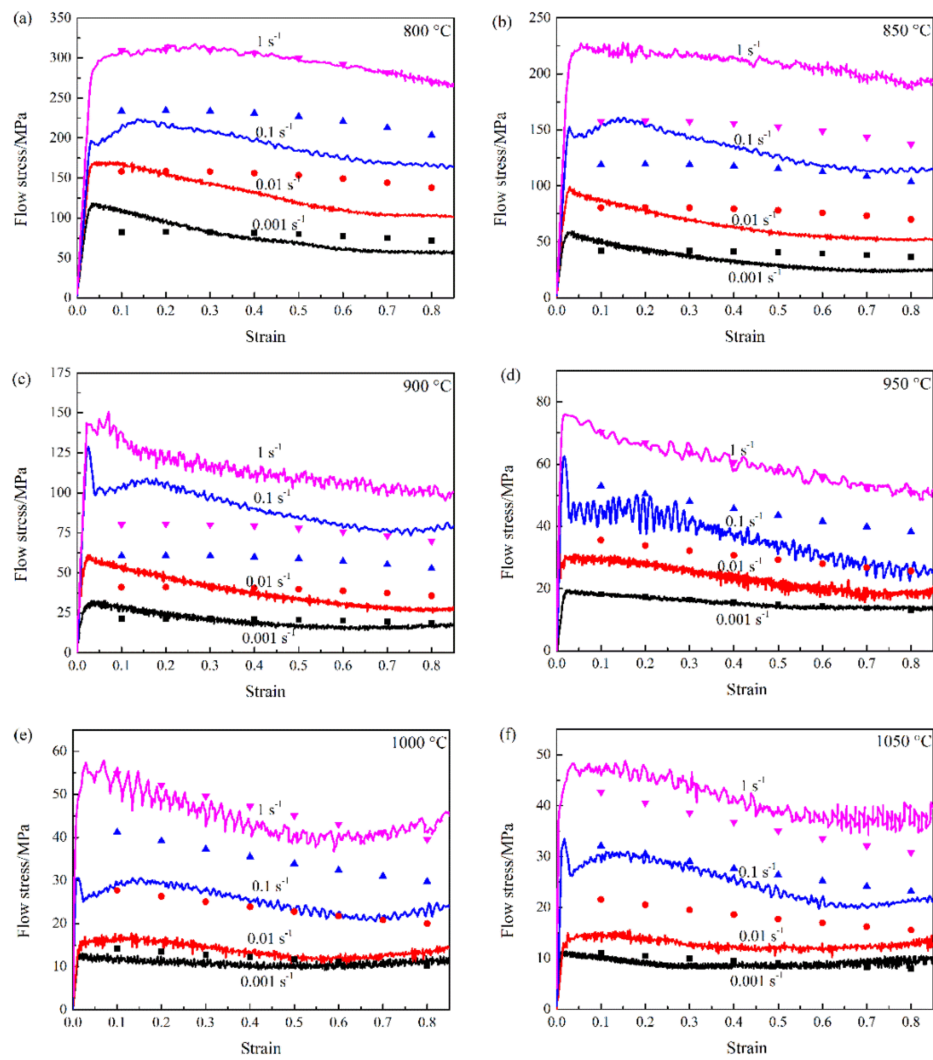 (a)
800 °C
350
300
250
200
150
100
50
0
1 s⁻¹
0.1 s⁻¹
0.01 s⁻¹
0.001 s⁻¹
Flow stress/MPa
0.0 0.1 0.2 0.3 0.4 0.5 0.6 0.7 0.8
Strain
(b)
850 °C
250
200
150
100
50
0
1 s⁻¹
0.1 s⁻¹
0.01 s⁻¹
0.001 s⁻¹
Flow stress/MPa
0.0 0.1 0.2 0.3 0.4 0.5 0.6 0.7 0.8
Strain
(c)
900 °C
175
150
125
100
75
50
25
0
1 s⁻¹
0.1 s⁻¹
0.01 s⁻¹
0.001 s⁻¹
Flow stress/MPa
0.0 0.1 0.2 0.3 0.4 0.5 0.6 0.7 0.8
Strain
(d)
950 °C
80
60
40
20
0
1 s⁻¹
0.1 s⁻¹
0.01 s⁻¹
0.001 s⁻¹
Flow stress/MPa
0.0 0.1 0.2 0.3 0.4 0.5 0.6 0.7 0.8
Strain
(e)
1000 °C
60
50
40
30
20
10
0
1 s⁻¹
0.1 s⁻¹
0.01 s⁻¹
0.001 s⁻¹
Flow stress/MPa
0.0 0.1 0.2 0.3 0.4 0.5 0.6 0.7 0.8
Strain
(f)
1050 °C
50
40
30
20
10
0
1 s⁻¹
0.1 s⁻¹
0.01 s⁻¹
0.001 s⁻¹
Flow stress/MPa
0.0 0.1 0.2 0.3 0.4 0.5 0.6 0.7 0.8
Strain